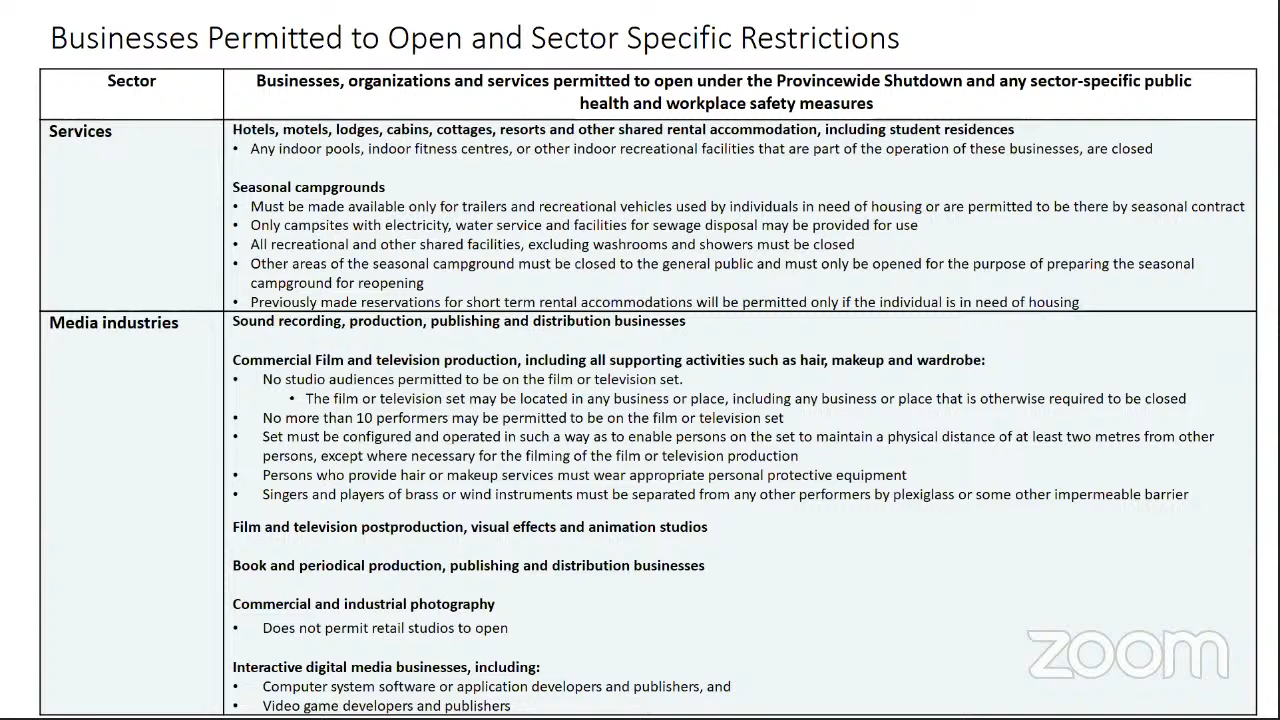 Businesses Permitted to Open and Sector Specific Restrictions
Sector
Businesses, organizations and services permitted to open under the Provincewide Shutdown and any sector-specific public
health and workplace safety measures
Services
Hotels, motels, lodges, cabins, cottages, resorts and other shared rental accommodation, including student residences
• Any indoor pools, indoor fitness centres, or other indoor recreational facilities that are part of the operation of these businesses, are closed
Seasonal campgrounds
• Must be made available only for trailers and recreational vehicles used by individuals in need of housing or are permitted to be there by seasonal contract
• Only campsites with electricity, water service and facilities for sewage disposal may be provided for use
• All recreational and other shared facilities, excluding washrooms and showers must be closed
• Other areas of the seasonal campground must be closed to the general public and must only be opened for the purpose of preparing the seasonal
campground for reopening
• Previously made reservations for short term rental accommodations will be permitted only if the individual is in need of housing
Media industries
Sound recording, production, publishing and distribution businesses
Commercial Film and television production, including all supporting activities such as hair, makeup and wardrobe:
• No studio audiences permitted to be on the film or television set.
• The film or television set may be located in any business or place, including any business or place that is otherwise required to be closed
• No more than 10 performers may be permitted to be on the film or television set
• Set must be configured and operated in such a way as to enable persons on the set to maintain a physical distance of at least two metres from other
persons, except where necessary for the filming of the film or television production
• Persons who provide hair or makeup services must wear appropriate personal protective equipment
• Singers and players of brass or wind instruments must be separated from any other performers by plexiglass or some other impermeable barrier
Film and television postproduction, visual effects and animation studios
Book and periodical production, publishing and distribution businesses
Commercial and industrial photography
• Does not permit retail studios to open
Interactive digital media businesses, including:
• Computer system software or application developers and publishers, and
• Video game developers and publishers
zoom